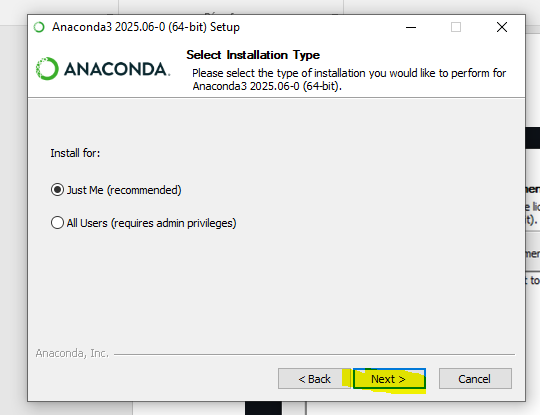 Anaconda3 2025.06-0 (64-bit) Setup
ANACONDA.
Select Installation Type
Please select the type of installation you would like to perform for
Anaconda3 2025.06-0 (64-bit).
Install for:
Just Me (recommended)
All Users (requires admin privileges)
Anaconda, Inc.
< Back
Next >
Cancel